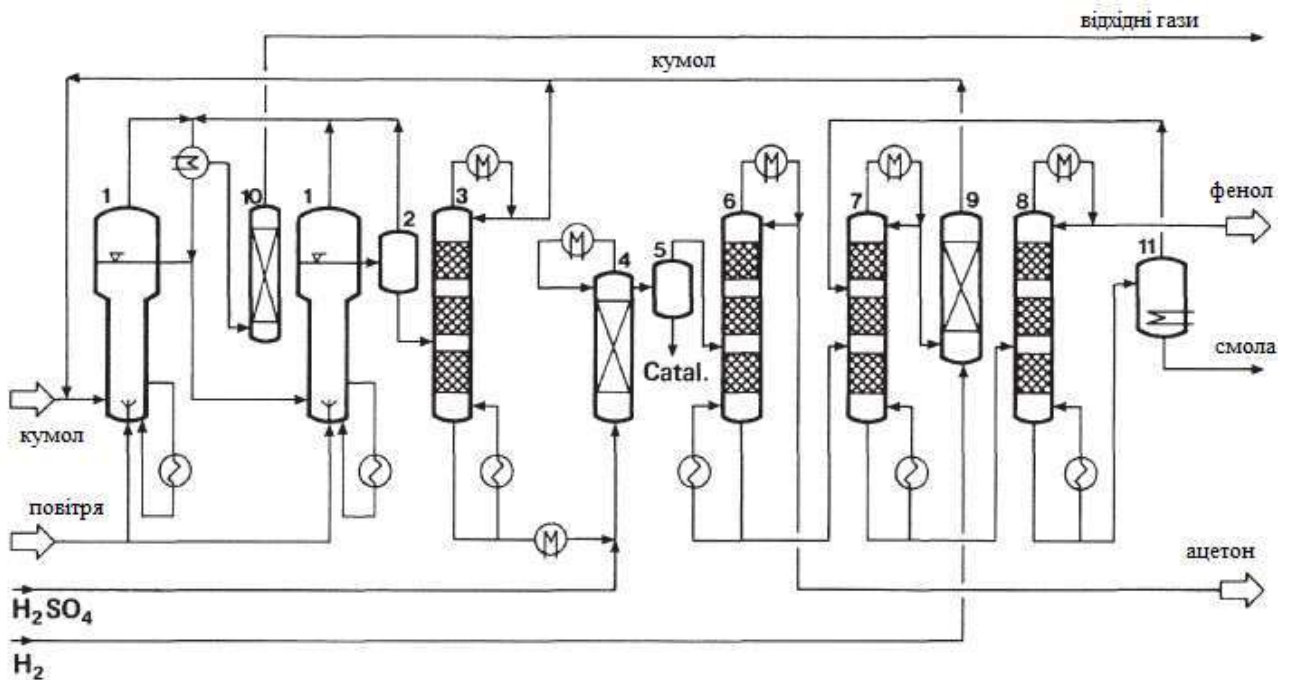 відхідні гази
кумол
1
10
1
2
3
4
5
6
7
9
8
11
фенол
Catal.
смола
кумол
повітря
ацетон
H₂SO₄
H₂